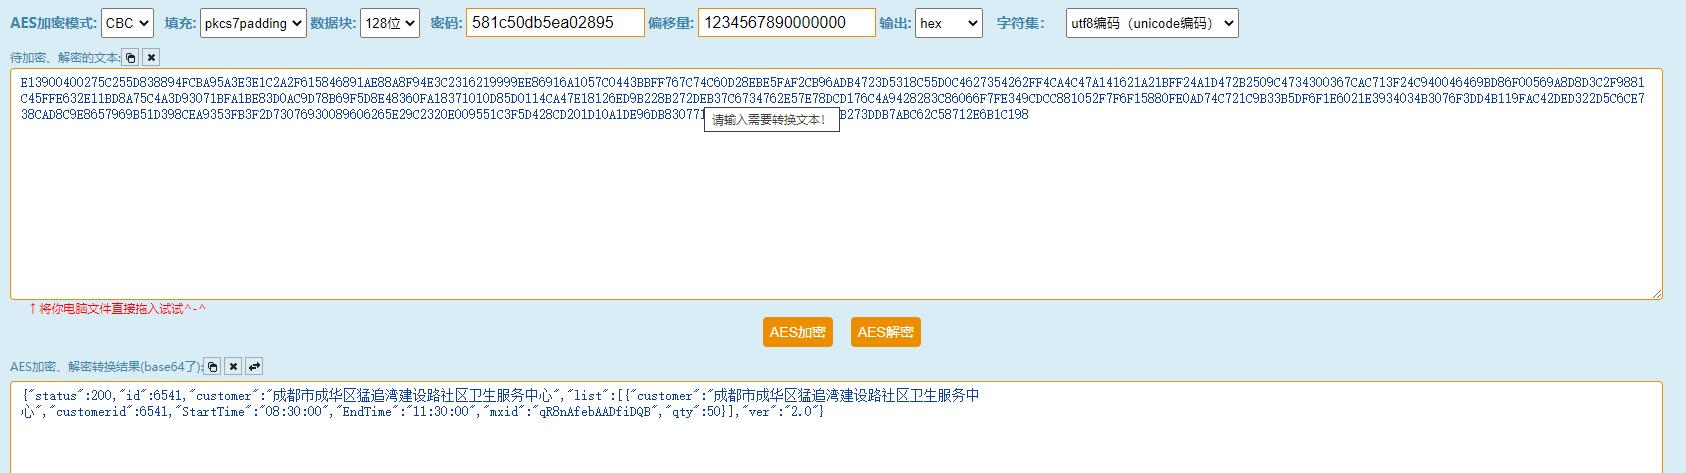 AES加密模式: CBC 填充: pkcs7padding 数据块: 128位 密码: 581c50db5ea02895 偏移量: 1234567890000000 输出: hex 字符集: utf8编码（unicode编码）
待加密、解密的文本:
E13900400275C255D838894FCBA95A3E3E1C2A2F615846891AE88A8F94E3C2316219999EE86916A1057C0443BBFF767C74C60D28EBE5FAF2CB96ADB4723D5318C55D0C4627354262FF4CA4C47A141621A21BFF24A1D472B2509C4734300367CAC713F24C940046469BD86F00569A8D8D3C2F9881
C45FFE632E11BD8A75C4A3D93071BFA1BE83D0AC9D78B69F5D8E48360FA18371010D85D0114CA47E18126ED9B228B272DEB37C6734762E57E78DCD176C4A9428283C86066F7FE349CDCC881052F7F6F15880FE0AD74C721C9B33B5DF6F1E6021E3934034B3076F3DD4B119FAC42DED322D5C6CE7
38CAD8C9E8657969B51D398CEA9353FB3F2D73076930089606265E29C2320E009551C3F5D428CD201D10A1DE96DB830771 请输入需要转换文本！ B273DDB7ABC62C58712E6B1C198
↑将你电脑文件直接拖入试试^-^
AES加密 AES解密
AES加密、解密转换结果(base64了):
{"status":200,"id":6541,"customer":"成都市成华区猛追湾建设路社区卫生服务中心","list":[{"customer":"成都市成华区猛追湾建设路社区卫生服务中
心","customerid":6541,"StartTime":"08:30:00","EndTime":"11:30:00","mxid":"qR8nAfebAADfiDQB","qty":50}],"ver":"2.0"}